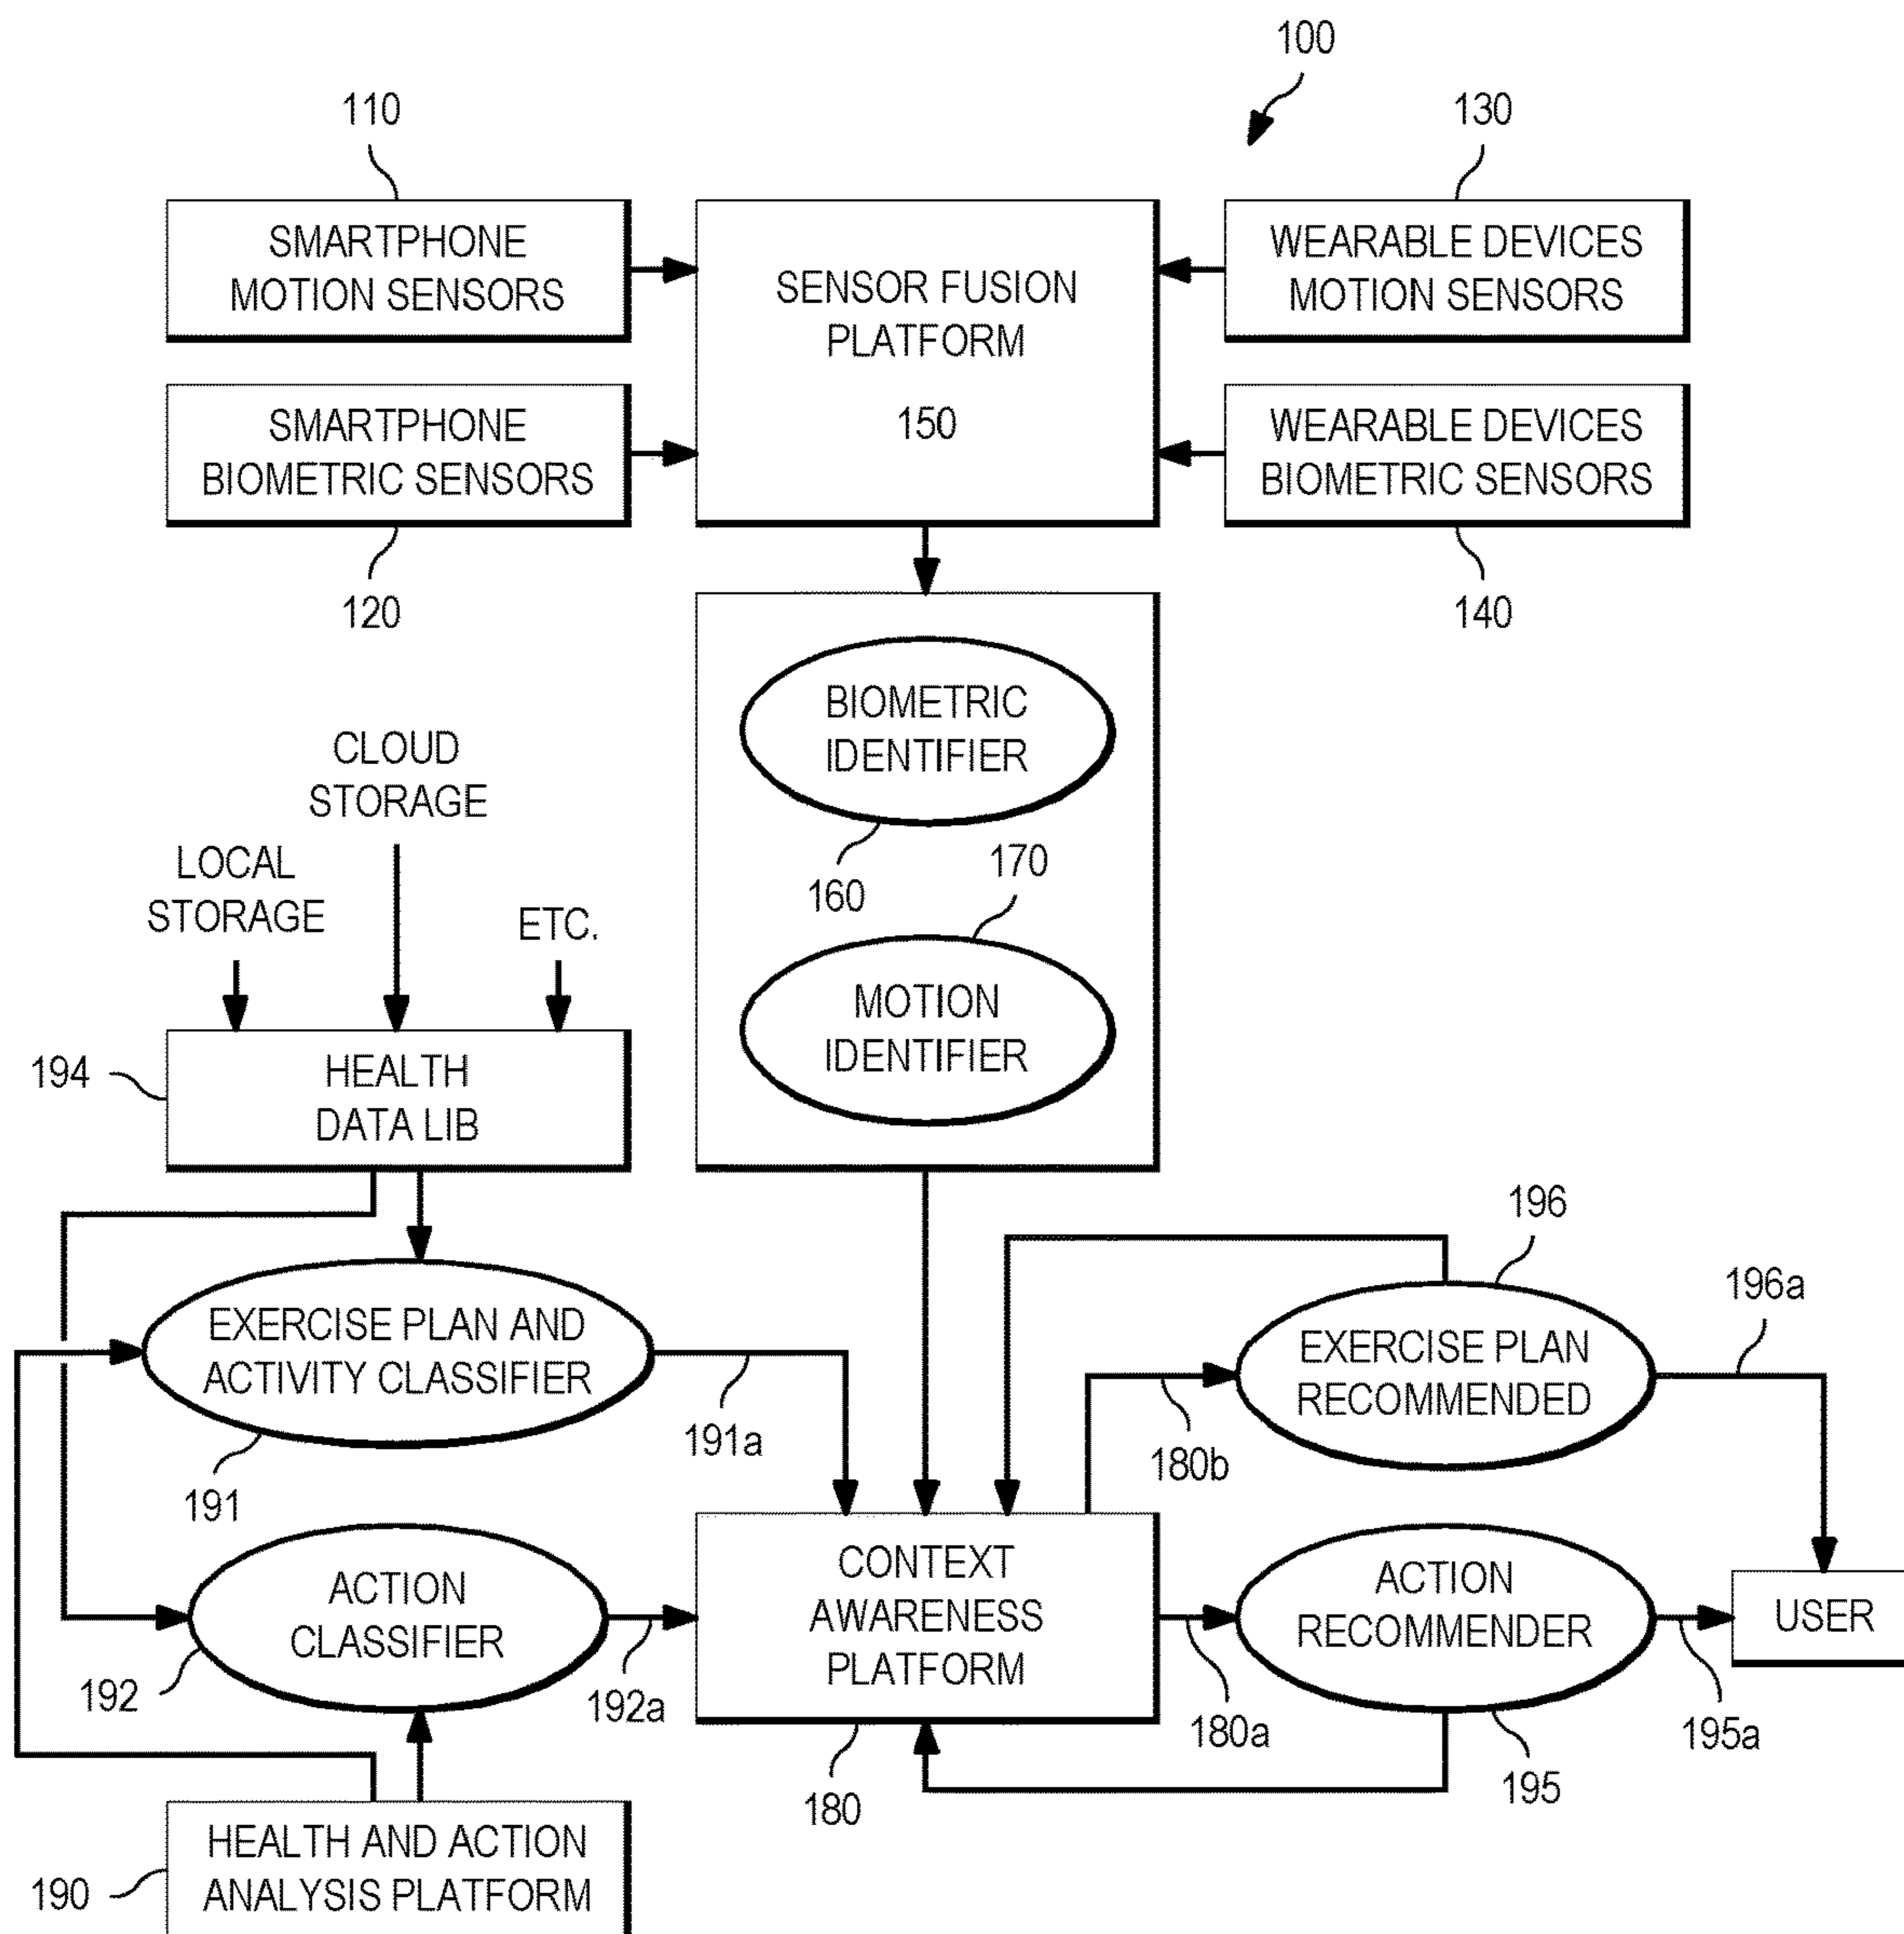 100
110
130
SMARTPHONE
MOTION SENSORS
SENSOR FUSION
PLATFORM
150
WEARABLE DEVICES
MOTION SENSORS
SMARTPHONE
BIOMETRIC SENSORS
WEARABLE DEVICES
BIOMETRIC SENSORS
120
140
BIOMETRIC
IDENTIFIER
160
170
MOTION
IDENTIFIER
CLOUD
STORAGE
LOCAL
STORAGE
ETC.
194
HEALTH
DATA LIB
EXERCISE PLAN AND
ACTIVITY CLASSIFIER
191
191a
196
196a
EXERCISE PLAN
RECOMMENDED
180b
ACTION
CLASSIFIER
192
192a
CONTEXT
AWARENESS
PLATFORM
180
180a
ACTION
RECOMMENDER
195
195a
USER
190
HEALTH AND ACTION
ANALYSIS PLATFORM